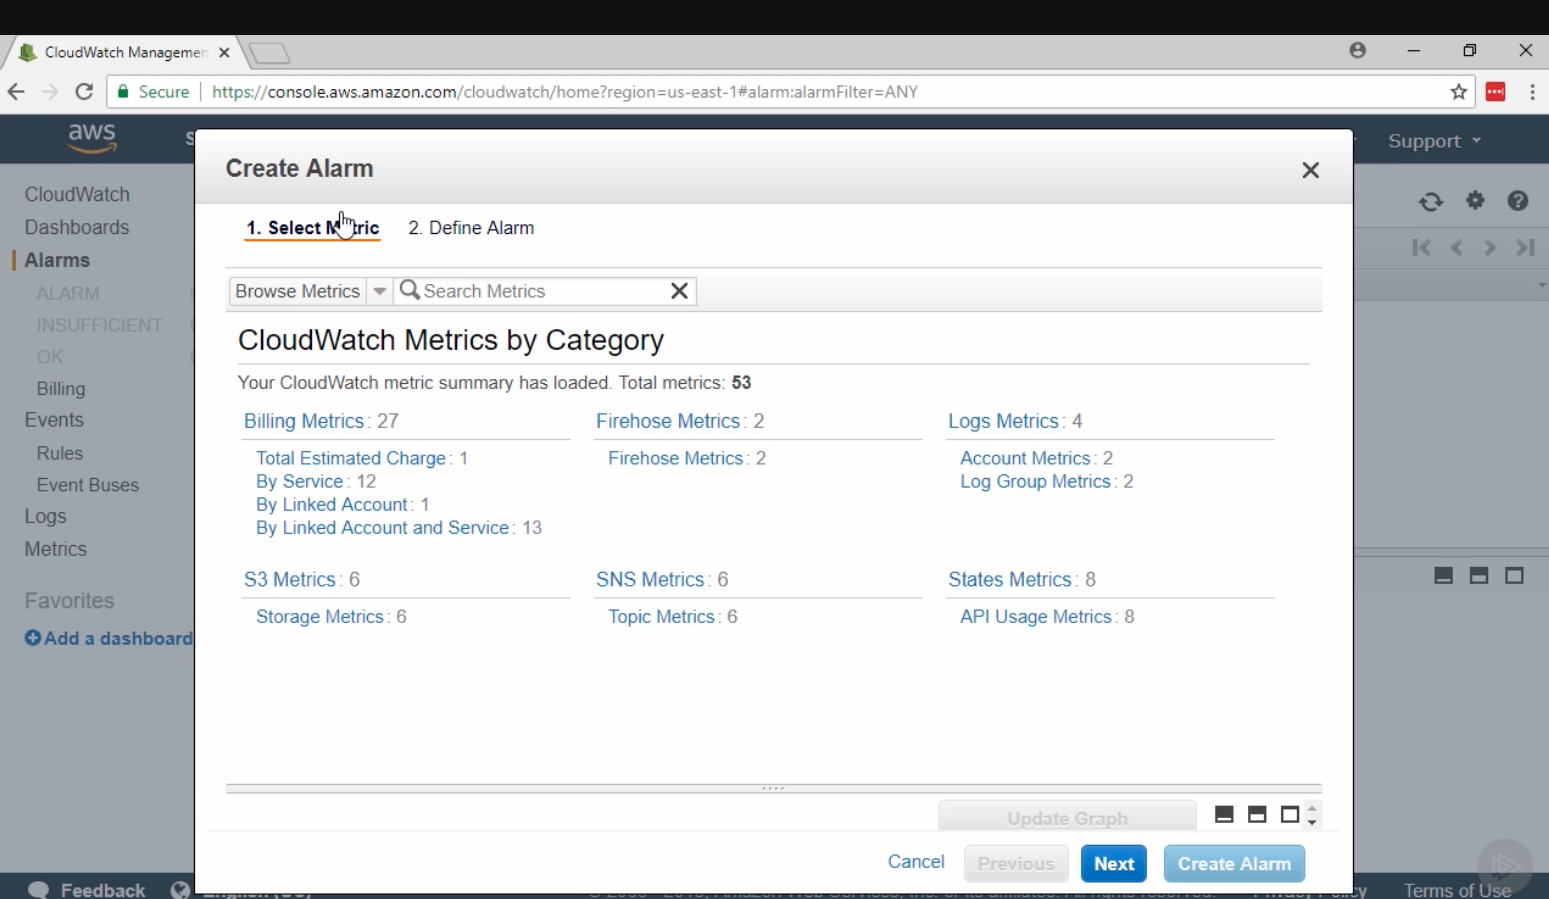 CloudWatch Managemen
Secure
https://console.aws.amazon.com/cloudwatch/home?region=us-east-1#alarm:alarmFilter=ANY
aws
S
Support
Create Alarm
CloudWatch
Dashboards
Alarms
ALARM
INSUFFICIENT
OK
Billing
Events
Rules
Event Buses
Logs
Metrics
Favorites
Add a dashboard
1. Select Metric
2. Define Alarm
Browse Metrics
Search Metrics
CloudWatch Metrics by Category
Your CloudWatch metric summary has loaded. Total metrics: 53
Billing Metrics: 27
Total Estimated Charge: 1
By Service: 12
By Linked Account: 1
By Linked Account and Service: 13
Firehose Metrics: 2
Firehose Metrics: 2
Logs Metrics: 4
Account Metrics: 2
Log Group Metrics: 2
S3 Metrics: 6
Storage Metrics: 6
SNS Metrics: 6
Topic Metrics: 6
States Metrics: 8
API Usage Metrics: 8
Update Graph
Cancel
Previous
Next
Create Alarm
Feedback
English (US)
Privacy Policy
Terms of Use